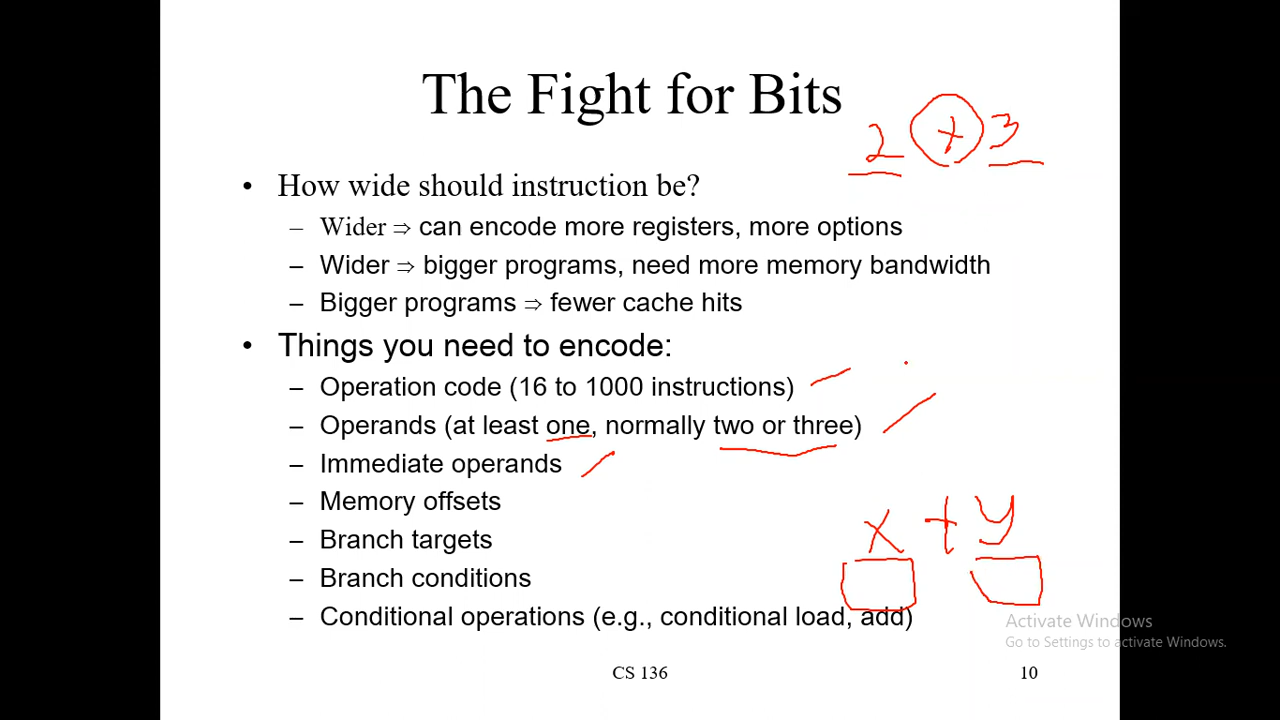 The Fight for Bits
2 + 3
• How wide should instruction be?
– Wider ⇒ can encode more registers, more options
– Wider ⇒ bigger programs, need more memory bandwidth
– Bigger programs ⇒ fewer cache hits
• Things you need to encode:
– Operation code (16 to 1000 instructions)
– Operands (at least one, normally two or three)
– Immediate operands
– Memory offsets
x + y
– Branch targets
– Branch conditions
– Conditional operations (e.g., conditional load, add)
Activate Windows
Go to Settings to activate Windows.
CS 136
10